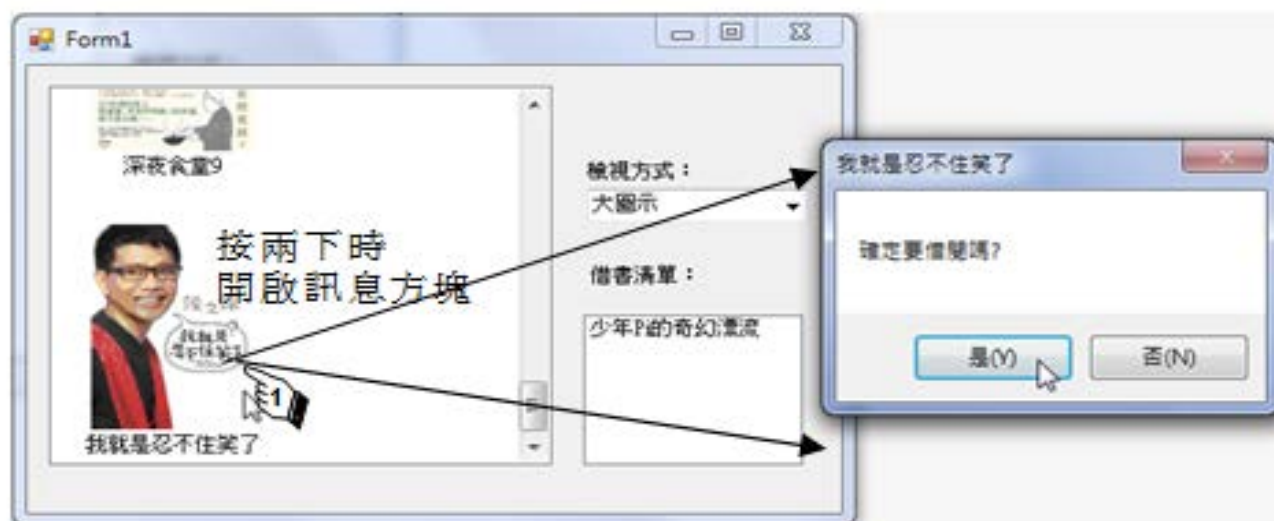 Form1
深夜食堂9
按兩下時
開啟訊息方塊
1
我就是忍不住笑了
檢視方式：
大圖示
借書清單：
少年Pi的奇幻漂流
我就是忍不住笑了
確定要借閱嗎?
是(Y)
否(N)